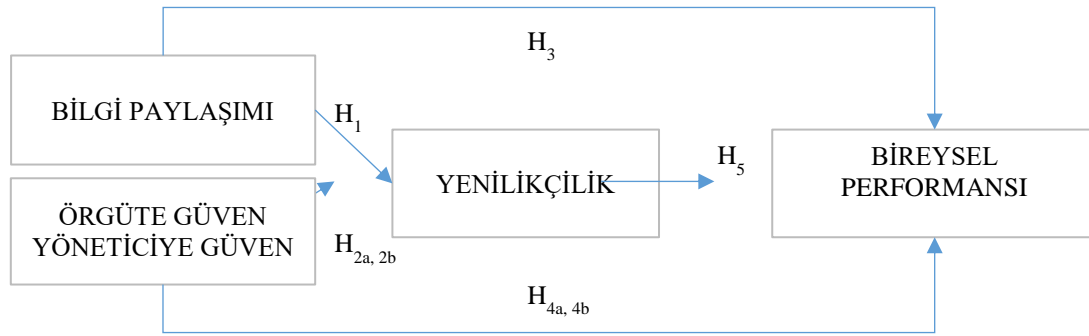 H3
BİLGİ PAYLAŞIMI
H1
YENİLİKÇİLİK
H5
BİREYSEL
PERFORMANSI
ÖRGÜTE GÜVEN
YÖNETİCİYE GÜVEN
H2a, 2b
H4a, 4b